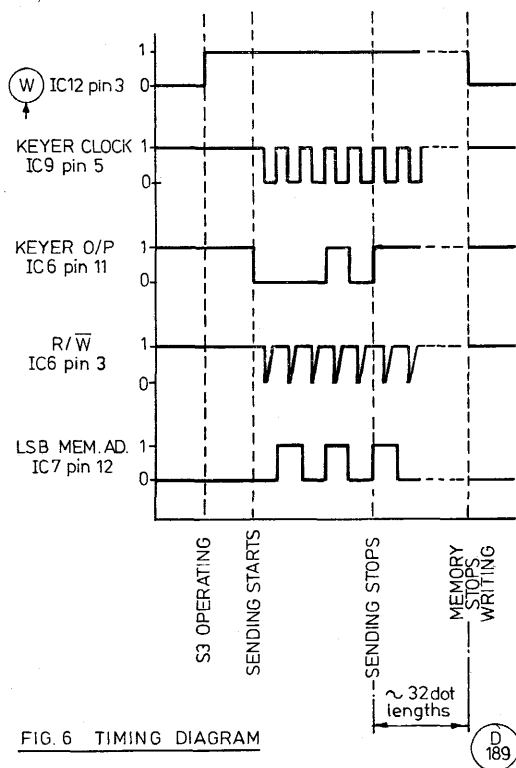 1
W IC12 pin 3
0
KEYER CLOCK 1
IC9 pin 5
0
KEYER O/P 1
IC6 pin 11 0
R/W̅ 1
IC6 pin 3
0
LSB MEM. AD. 1
IC7 pin 12 0
S3 OPERATING
SENDING STARTS
SENDING STOPS
MEMORY
STOPS
WRITING
~ 32dot
lengths
FIG. 6 TIMING DIAGRAM
D
189